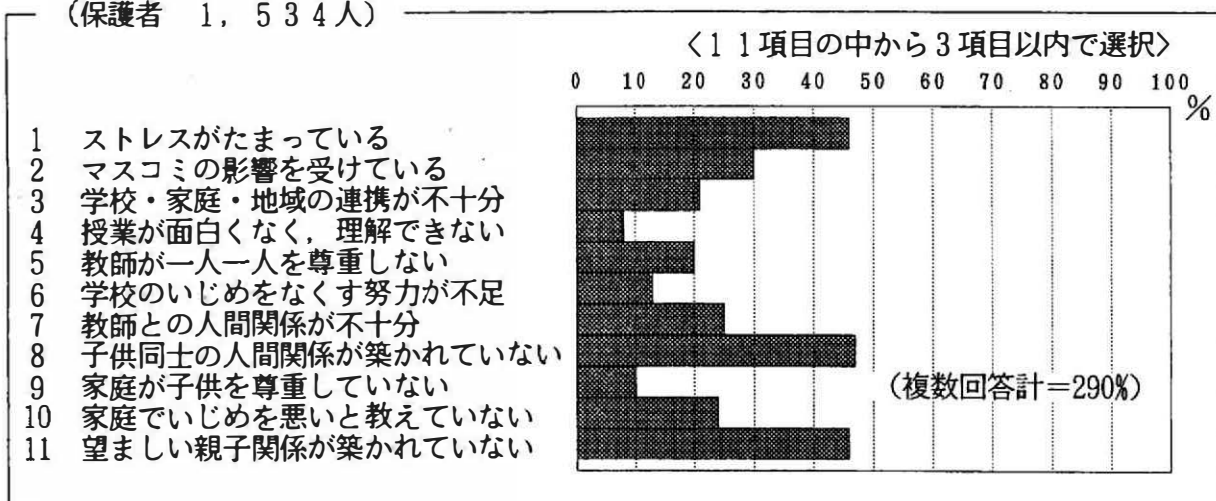 （保護者　１，５３４人）
〈１１項目の中から３項目以内で選択〉
0 10 20 30 40 50 60 70 80 90 100
%
1 ストレスがたまっている
2 マスコミの影響を受けている
3 学校・家庭・地域の連携が不十分
4 授業が面白くなく，理解できない
5 教師が一人一人を尊重しない
6 学校のいじめをなくす努力が不足
7 教師との人間関係が不十分
8 子供同士の人間関係が築かれていない
9 家庭が子供を尊重していない
（複数回答計＝290%）
10 家庭でいじめを悪いと教えていない
11 望ましい親子関係が築かれていない